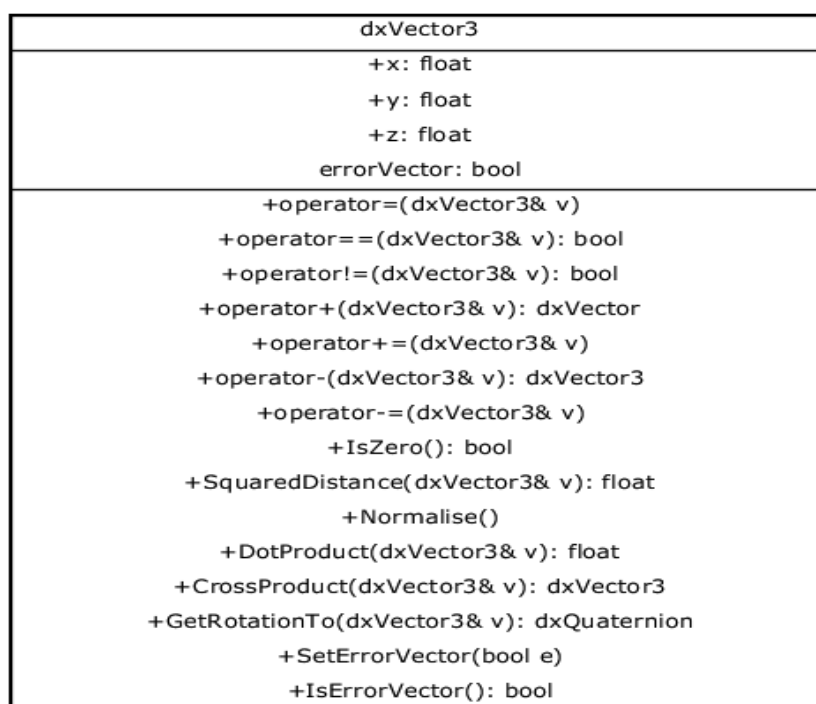 dxVector3
+x: float
+y: float
+z: float
errorVector: bool
+operator=(dxVector3& v)
+operator==(dxVector3& v): bool
+operator!=(dxVector3& v): bool
+operator+(dxVector3& v): dxVector
+operator+=(dxVector3& v)
+operator-(dxVector3& v): dxVector3
+operator-=(dxVector3& v)
+IsZero(): bool
+SquaredDistance(dxVector3& v): float
+Normalise()
+DotProduct(dxVector3& v): float
+CrossProduct(dxVector3& v): dxVector3
+GetRotationTo(dxVector3& v): dxQuaternion
+SetErrorVector(bool e)
+IsErrorVector(): bool